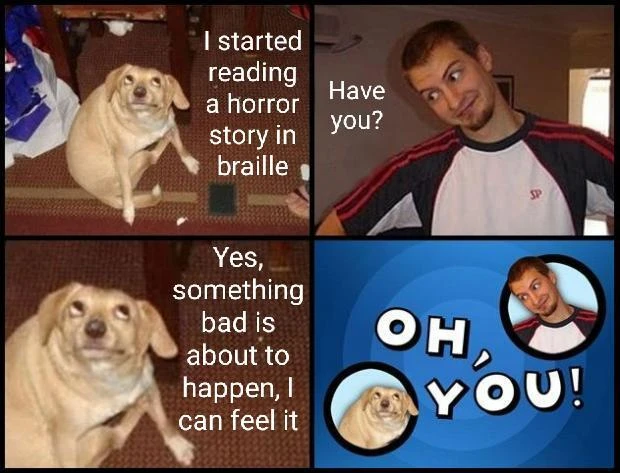 I started
reading
a horror
story in
braille
Have
you?
SP
Yes,
something
bad is
about to
happen, I
can feel it
OH,
YOU!